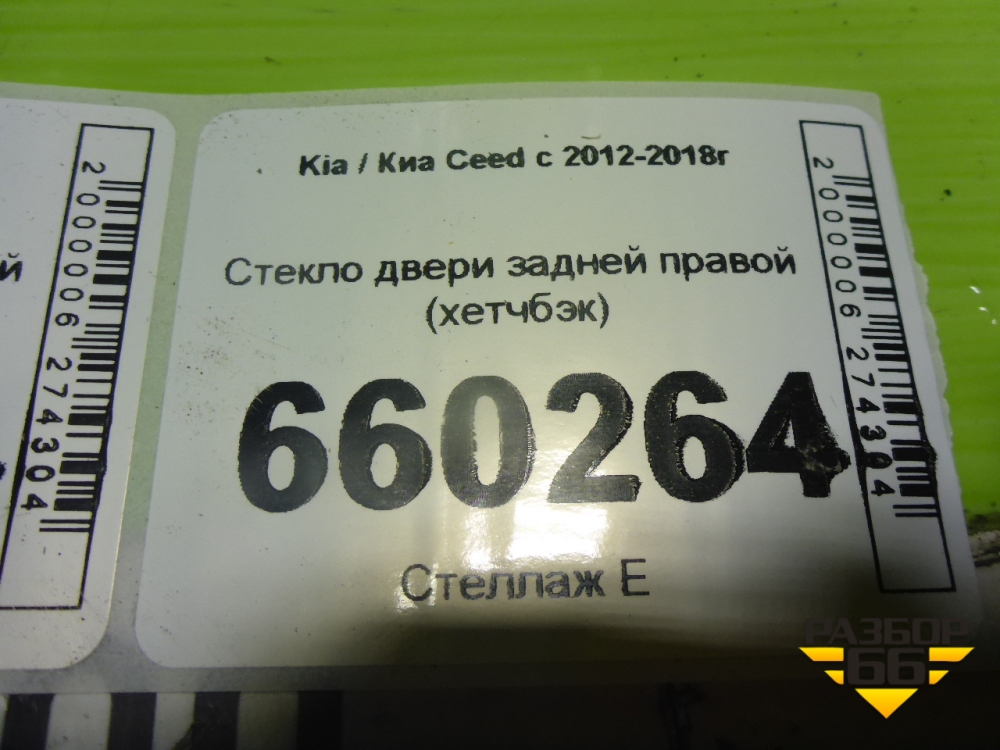 Kia / Киа Ceed с 2012-2018г
Стекло двери задней правой
(хетчбэк)
660264
Стеллаж Е
2000006274304
2000006274304
й
РАЗБОР
66